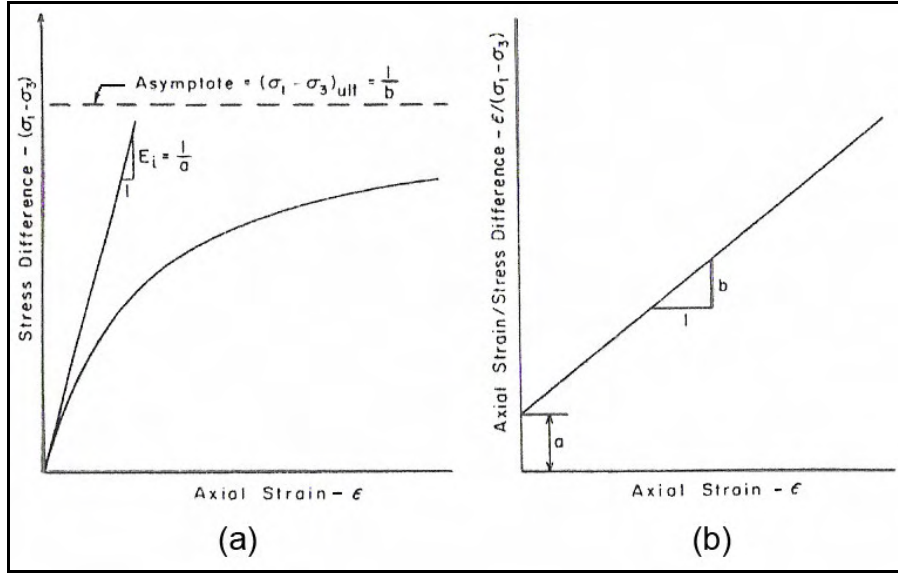 Stress Difference - (σ₁-σ₃)
Asymptate = (σ₁ - σ₃)ult = 1/b
Eᵢ = 1/a
1
Axial Strain - ϵ
(a)
Axial Strain/Stress Difference - ϵ/(σ₁-σ₃)
b
1
a
Axial Strain - ϵ
(b)